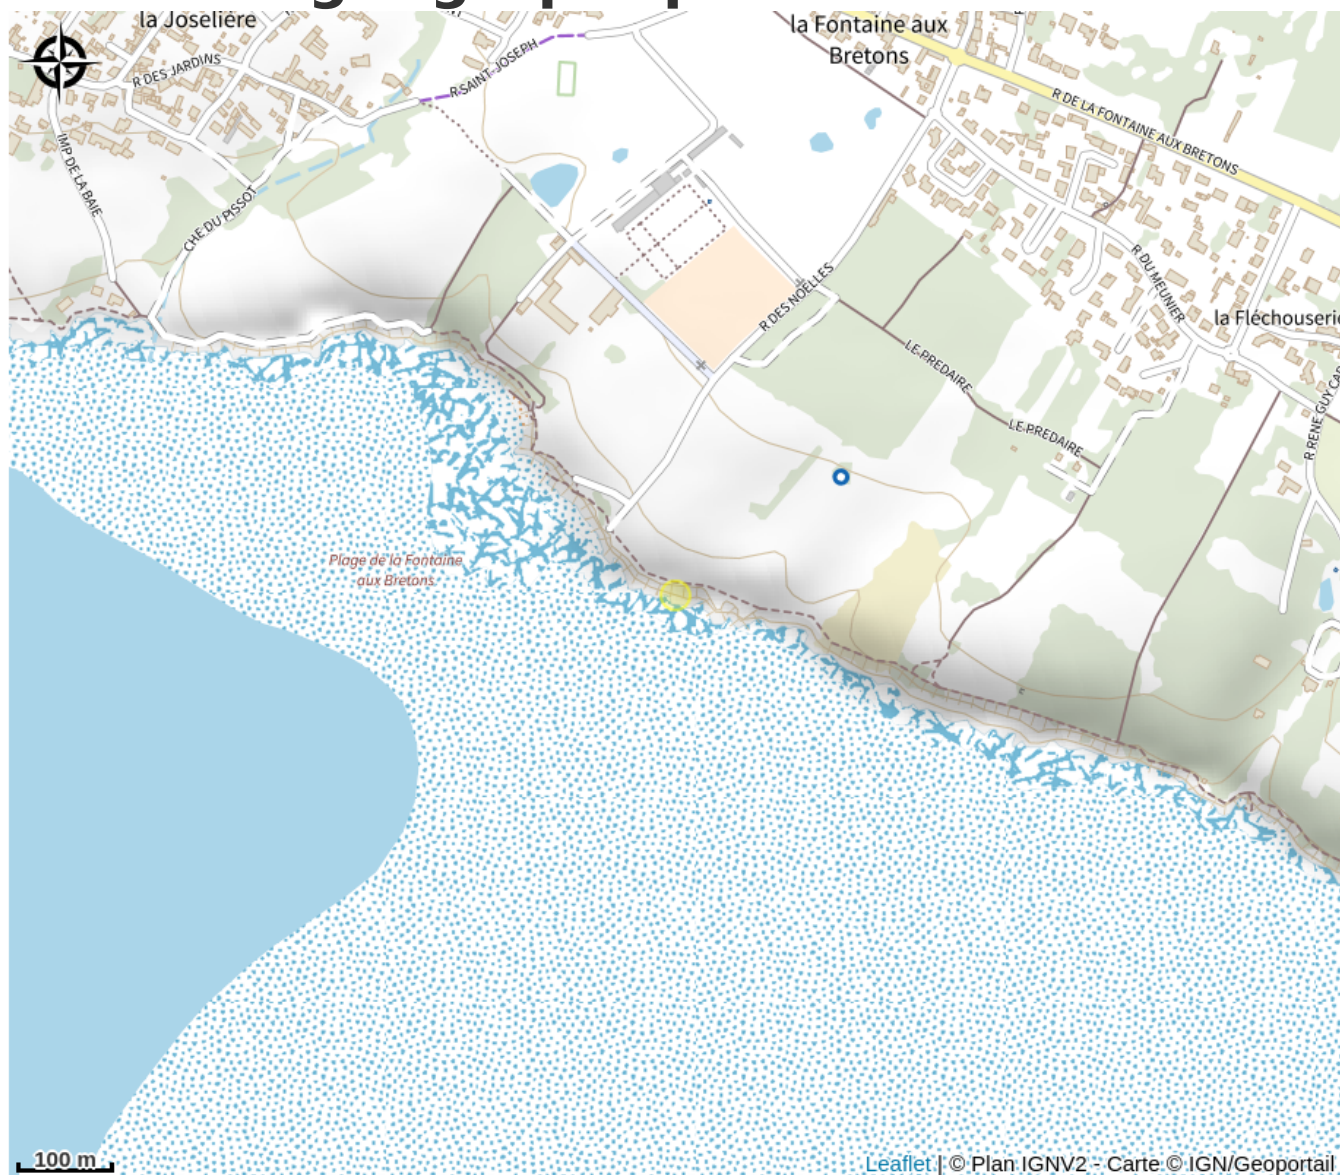 la Joselière
la Fontaine aux
Bretons
R DES JARDINS
R SAINT-JOSEPH
R DE LA FONTAINE AUX BRETONS
IMP DE LA BAIE
CHE DU PISSOT
R DU MEUNIER
R DES NOELLES
la Fléchouserie
LE PREDAIRE
LE PREDAIRE
R RENE GUY CAD
Plage de la Fontaine
aux Bretons
100 m
Leaflet | © Plan IGNV2 - Carte © IGN/Geoportail